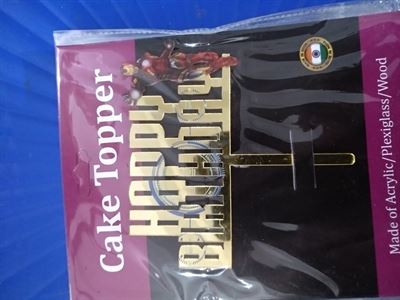 Cake Topper
HAPPY
BIRTHDAY
Made of Acrylic/Plexiglass/Wood